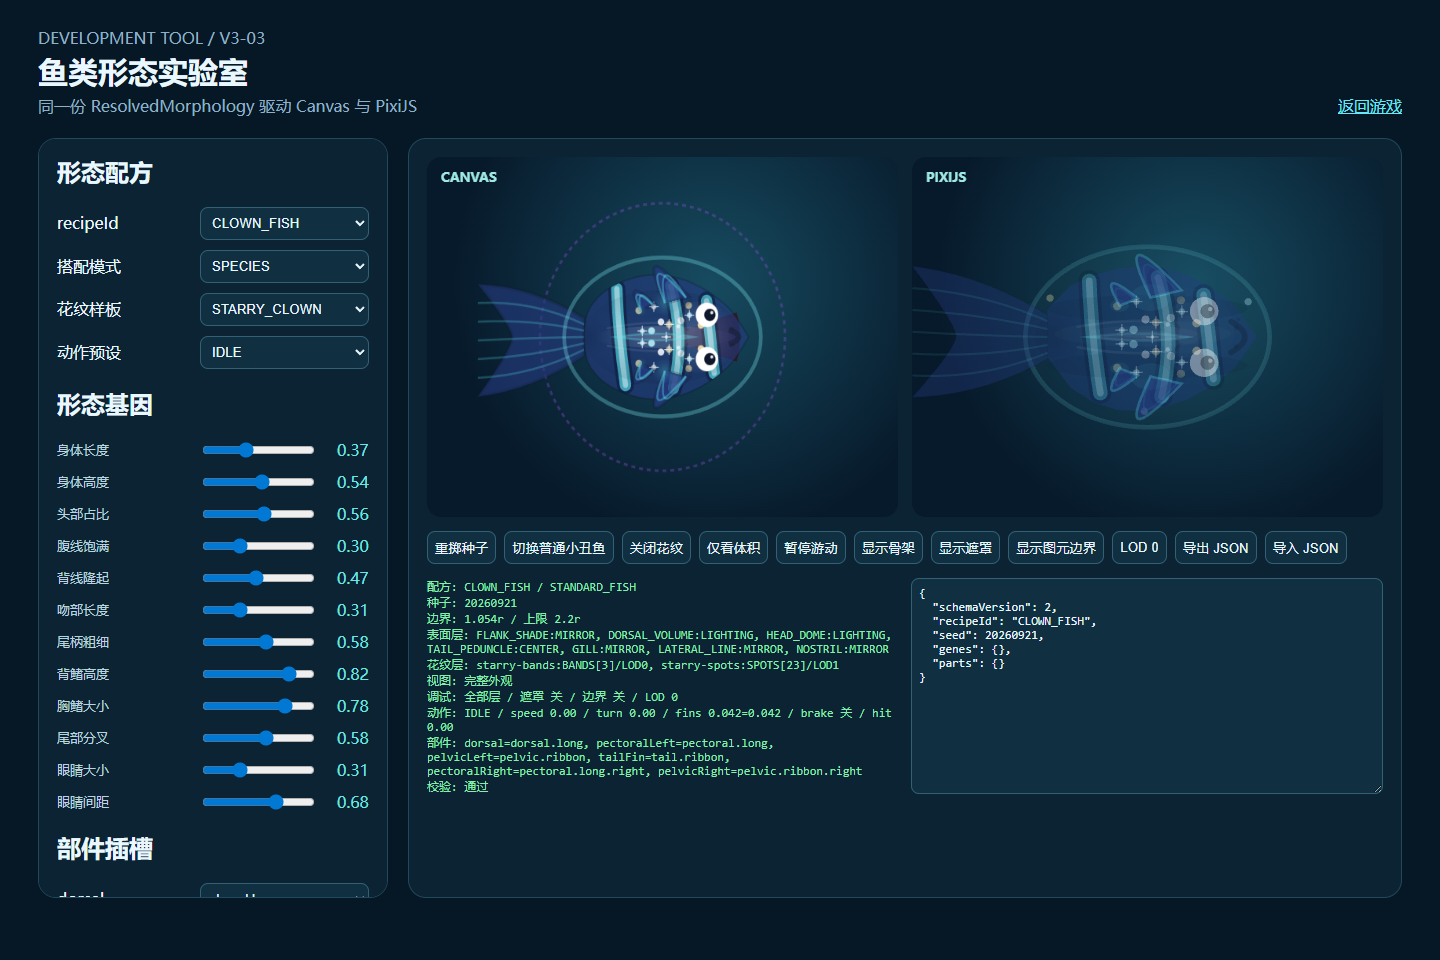 DEVELOPMENT TOOL / V3-03
鱼类形态实验室
同一份 ResolvedMorphology 驱动 Canvas 与 PixiJS
返回游戏
形态配方
recipeId
CLOWN_FISH
搭配模式
SPECIES
花纹样板
STARRY_CLOWN
动作预设
IDLE
形态基因
身体长度 0.37
身体高度 0.54
头部占比 0.56
腹线饱满 0.30
背线隆起 0.47
吻部长度 0.31
尾柄粗细 0.58
背鳍高度 0.82
胸鳍大小 0.78
尾部分叉 0.58
眼睛大小 0.31
眼睛间距 0.68
部件插槽
CANVAS
PIXIJS
重掷种子
切换普通小丑鱼
关闭花纹
仅看体积
暂停游动
显示骨架
显示遮罩
显示图元边界
LOD 0
导出 JSON
导入 JSON
配方: CLOWN_FISH / STANDARD_FISH
种子: 20260921
边界: 1.054r / 上限 2.2r
表面层: FLANK_SHADE:MIRROR, DORSAL_VOLUME:LIGHTING, HEAD_DOME:LIGHTING,
TAIL_PEDUNCLE:CENTER, GILL:MIRROR, LATERAL_LINE:MIRROR, NOSTRIL:MIRROR
花纹层: starry-bands:BANDS[3]/LOD0, starry-spots:SPOTS[23]/LOD1
视图: 完整外观
调试: 全部层 / 遮罩 关 / 边界 关 / LOD 0
动作: IDLE / speed 0.00 / turn 0.00 / fins 0.042=0.042 / brake 关 / hit
0.00
部件: dorsal=dorsal.long, pectoralLeft=pectoral.long,
pelvicLeft=pelvic.ribbon, tailFin=tail.ribbon,
pectoralRight=pectoral.long.right, pelvicRight=pelvic.ribbon.right
校验: 通过
{
"schemaVersion": 2,
"recipeId": "CLOWN_FISH",
"seed": 20260921,
"genes": {},
"parts": {}
}